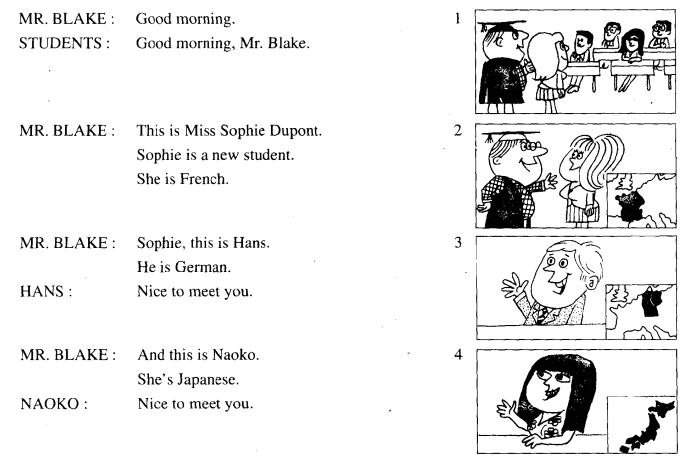 MR. BLAKE : Good morning. 1
STUDENTS : Good morning, Mr. Blake.
MR. BLAKE : This is Miss Sophie Dupont. 2
Sophie is a new student.
She is French.
MR. BLAKE : Sophie, this is Hans. 3
He is German.
HANS : Nice to meet you.
MR. BLAKE : And this is Naoko. 4
She's Japanese.
NAOKO : Nice to meet you.